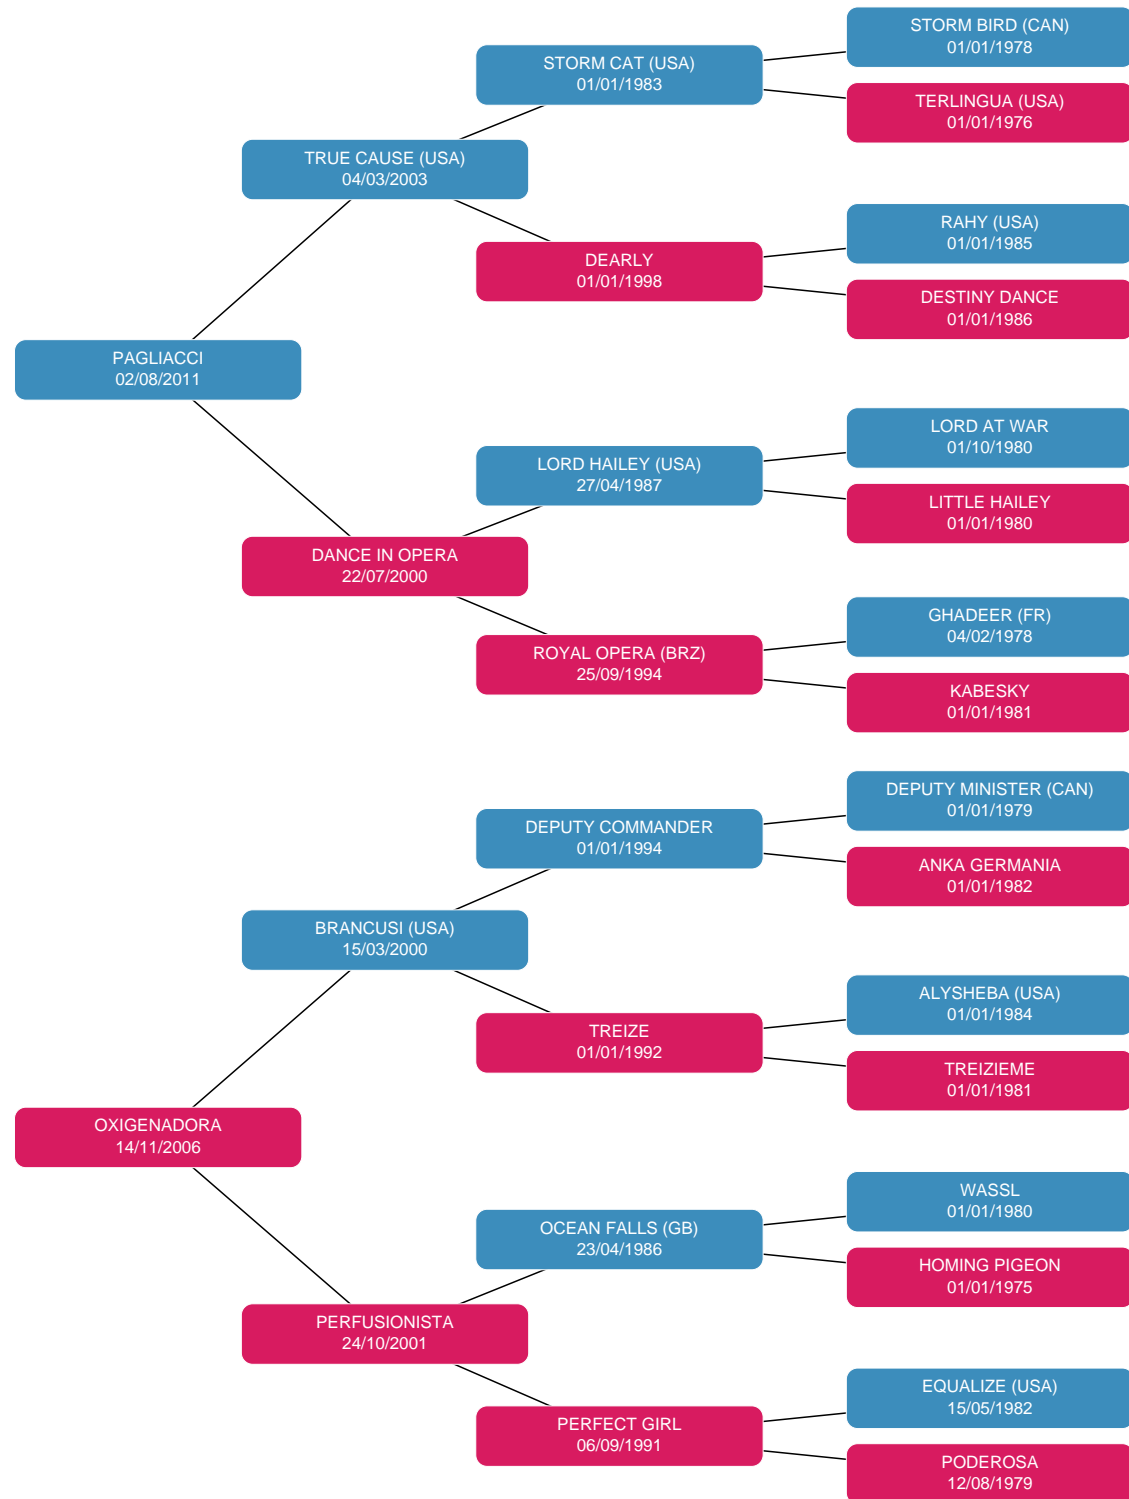 STORM BIRD (CAN)
01/01/1978
STORM CAT (USA)
01/01/1983
TERLINGUA (USA)
01/01/1976
TRUE CAUSE (USA)
04/03/2003
RAHY (USA)
01/01/1985
DEARLY
01/01/1998
DESTINY DANCE
01/01/1986
PAGLIACCI
02/08/2011
LORD AT WAR
01/10/1980
LORD HAILEY (USA)
27/04/1987
LITTLE HAILEY
01/01/1980
DANCE IN OPERA
22/07/2000
GHADEER (FR)
04/02/1978
ROYAL OPERA (BRZ)
25/09/1994
KABESKY
01/01/1981
DEPUTY MINISTER (CAN)
01/01/1979
DEPUTY COMMANDER
01/01/1994
ANKA GERMANIA
01/01/1982
BRANCUSI (USA)
15/03/2000
ALYSHEBA (USA)
01/01/1984
TREIZE
01/01/1992
TREIZIEME
01/01/1981
OXIGENADORA
14/11/2006
WASSL
01/01/1980
OCEAN FALLS (GB)
23/04/1986
HOMING PIGEON
01/01/1975
PERFUSIONISTA
24/10/2001
EQUALIZE (USA)
15/05/1982
PERFECT GIRL
06/09/1991
PODEROSA
12/08/1979